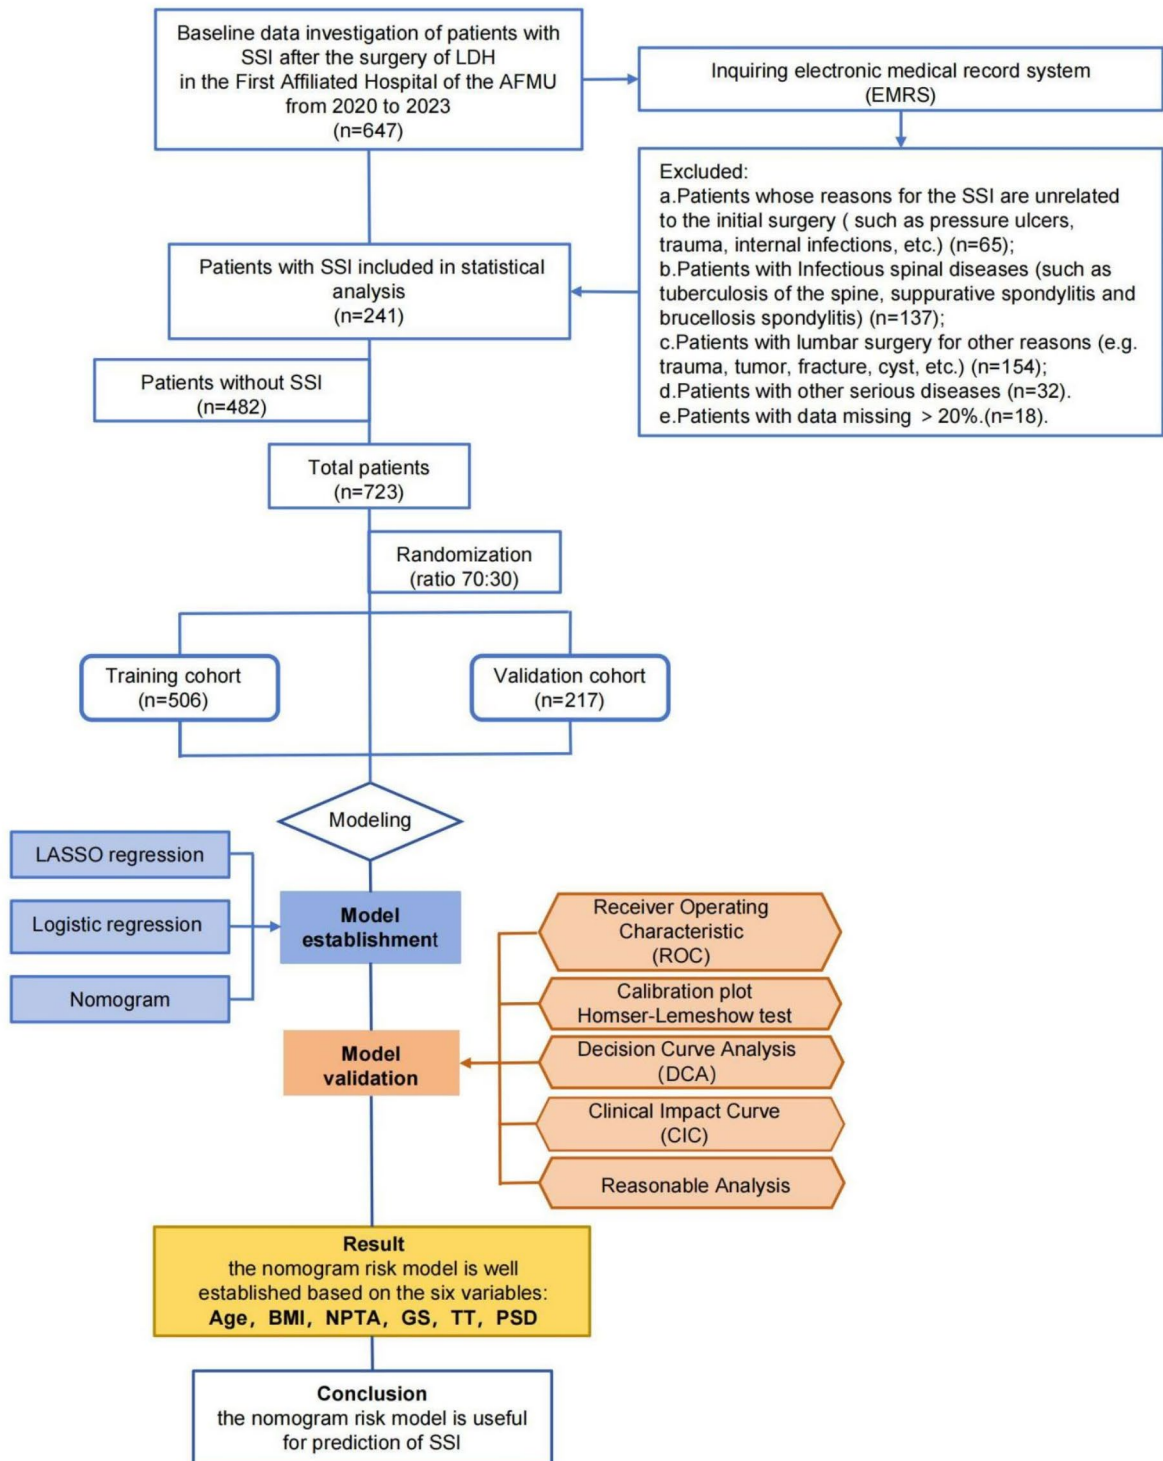 Baseline data investigation of patients with
SSI after the surgery of LDH
in the First Affiliated Hospital of the AFMU
from 2020 to 2023
(n=647)
Inquiring electronic medical record system
(EMRS)
Excluded:
a.Patients whose reasons for the SSI are unrelated
to the initial surgery ( such as pressure ulcers,
trauma, internal infections, etc.) (n=65);
b.Patients with Infectious spinal diseases (such as
tuberculosis of the spine, suppurative spondylitis and
brucellosis spondylitis) (n=137);
c.Patients with lumbar surgery for other reasons (e.g.
trauma, tumor, fracture, cyst, etc.) (n=154);
d.Patients with other serious diseases (n=32).
e.Patients with data missing > 20%.(n=18).
Patients with SSI included in statistical
analysis
(n=241)
Patients without SSI
(n=482)
Total patients
(n=723)
Randomization
(ratio 70:30)
Training cohort
(n=506)
Validation cohort
(n=217)
Modeling
LASSO regression
Logistic regression
Nomogram
Model
establishment
Receiver Operating
Characteristic
(ROC)
Calibration plot
Homser-Lemeshow test
Decision Curve Analysis
(DCA)
Clinical Impact Curve
(CIC)
Reasonable Analysis
Model
validation
Result
the nomogram risk model is well
established based on the six variables:
Age, BMI, NPTA, GS, TT, PSD
Conclusion
the nomogram risk model is useful
for prediction of SSI